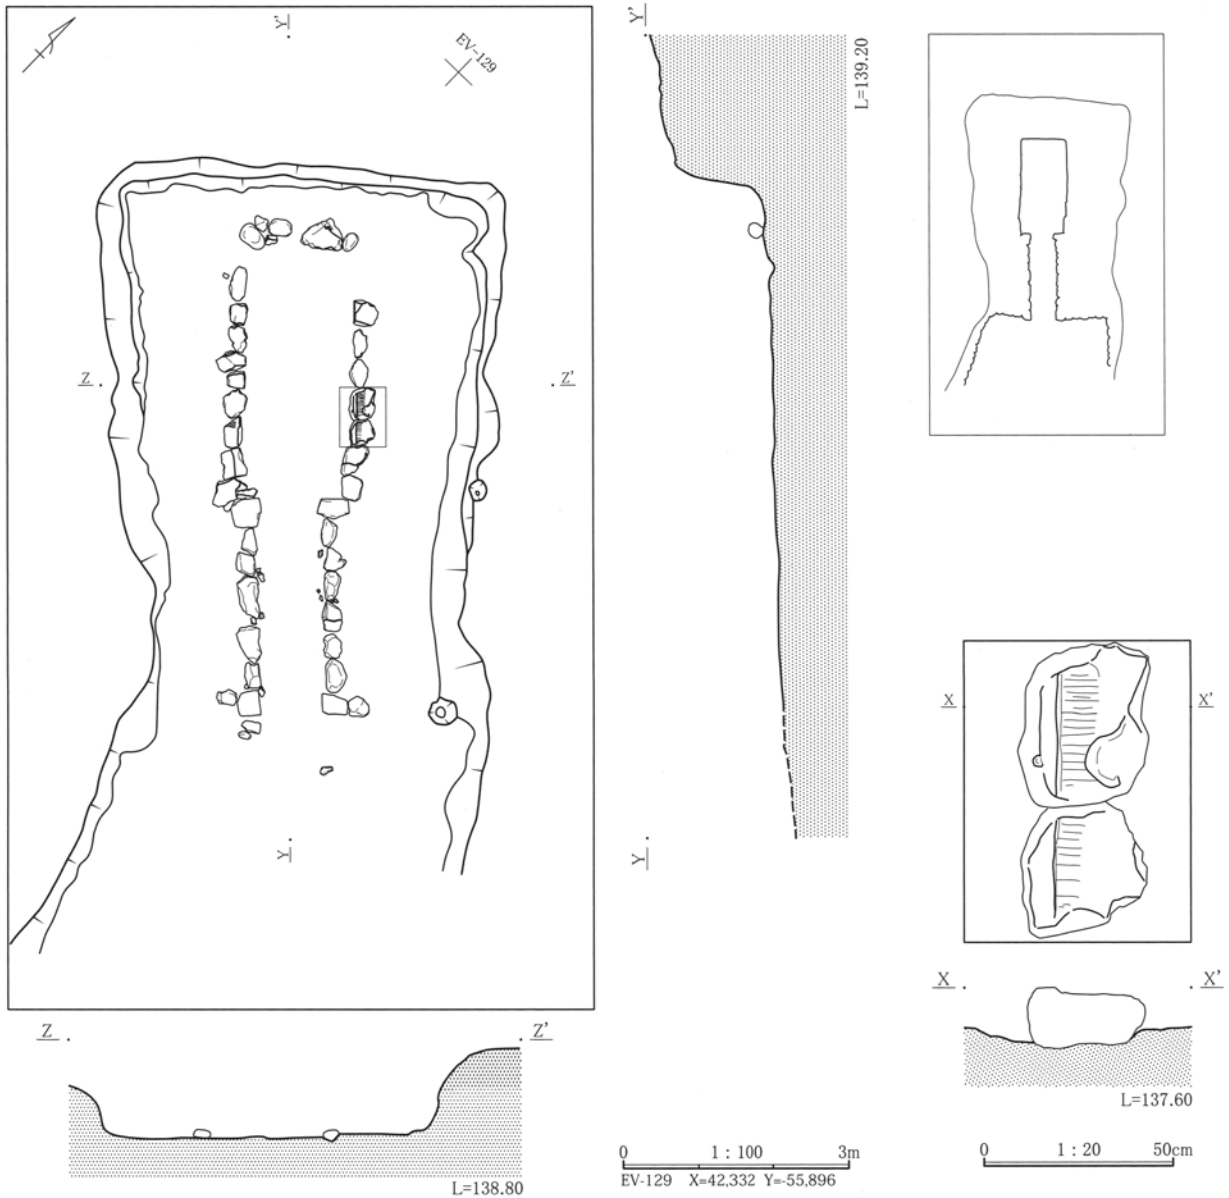 Y'
EV-129
Z
Z'
Y
Y'
L=139.20
Y
X
X'
X
X'
L=137.60
Z
Z'
L=138.80
0 1 : 100 3m
EV-129 X=42,332 Y=-55,896
0 1 : 20 50cm